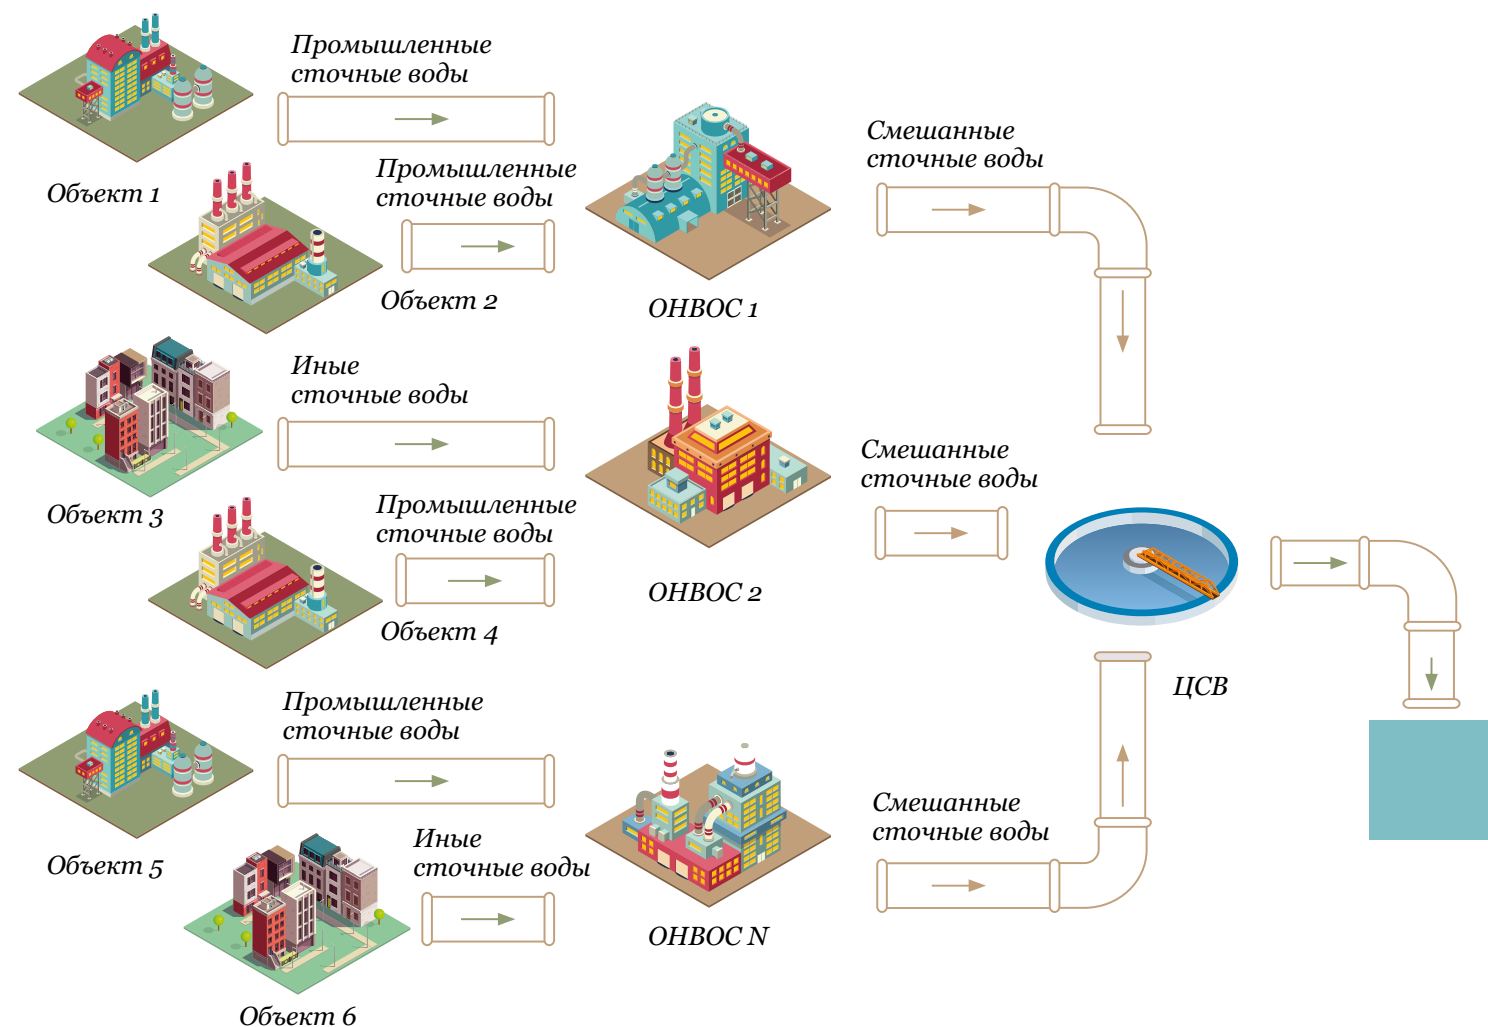 Промышленные
сточные воды
Объект 1
Промышленные
сточные воды
Объект 2
ОНВОС 1
Смешанные
сточные воды
Иные
сточные воды
Объект 3
Промышленные
сточные воды
Объект 4
ОНВОС 2
Смешанные
сточные воды
ЦСВ
Промышленные
сточные воды
Объект 5
Иные
сточные воды
Объект 6
ОНВОС N
Смешанные
сточные воды